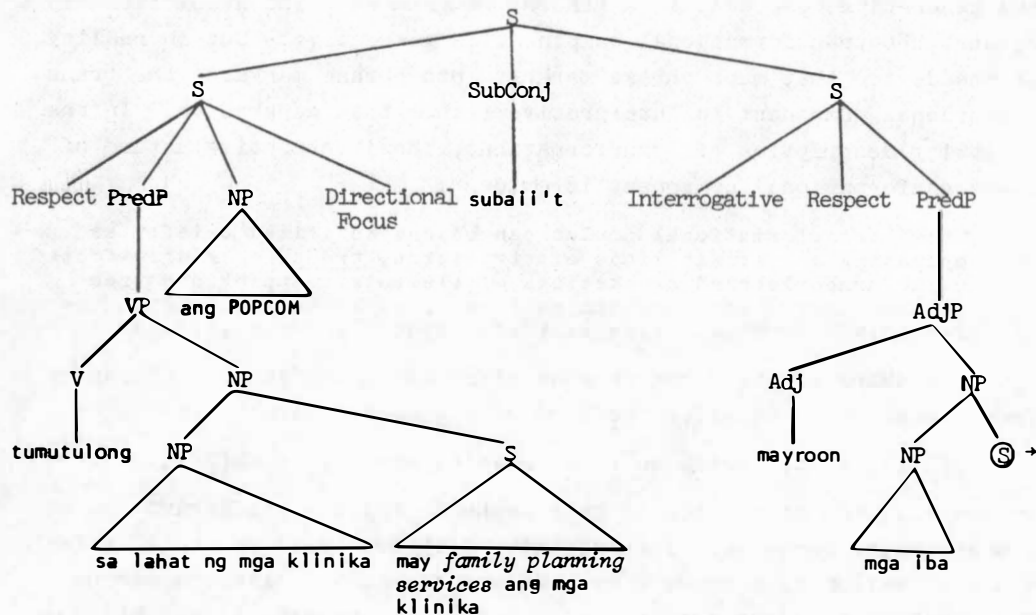 S
S SubConj S
Respect PredP NP Directional Focus subaii't Interrogative Respect PredP
ang POPCOM
VP AdjP
V NP Adj NP
tumutulong NP S mayroon NP S →
sa lahat ng mga klinika may family planning mga iba
services ang mga
klinika